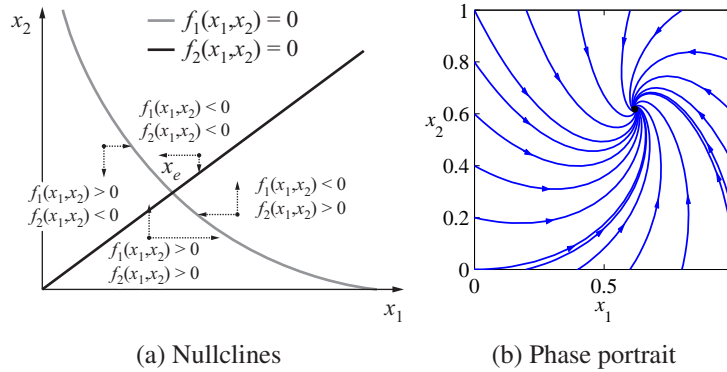 x₂
f₁(x₁,x₂) = 0
f₂(x₁,x₂) = 0
f₁(x₁,x₂) < 0
f₂(x₁,x₂) < 0
xₑ
f₁(x₁,x₂) > 0
f₂(x₁,x₂) < 0
f₁(x₁,x₂) < 0
f₂(x₁,x₂) > 0
f₁(x₁,x₂) > 0
f₂(x₁,x₂) > 0
x₁
(a) Nullclines
1
0.8
0.6
x₂
0.4
0.2
0
0
0.5
x₁
(b) Phase portrait